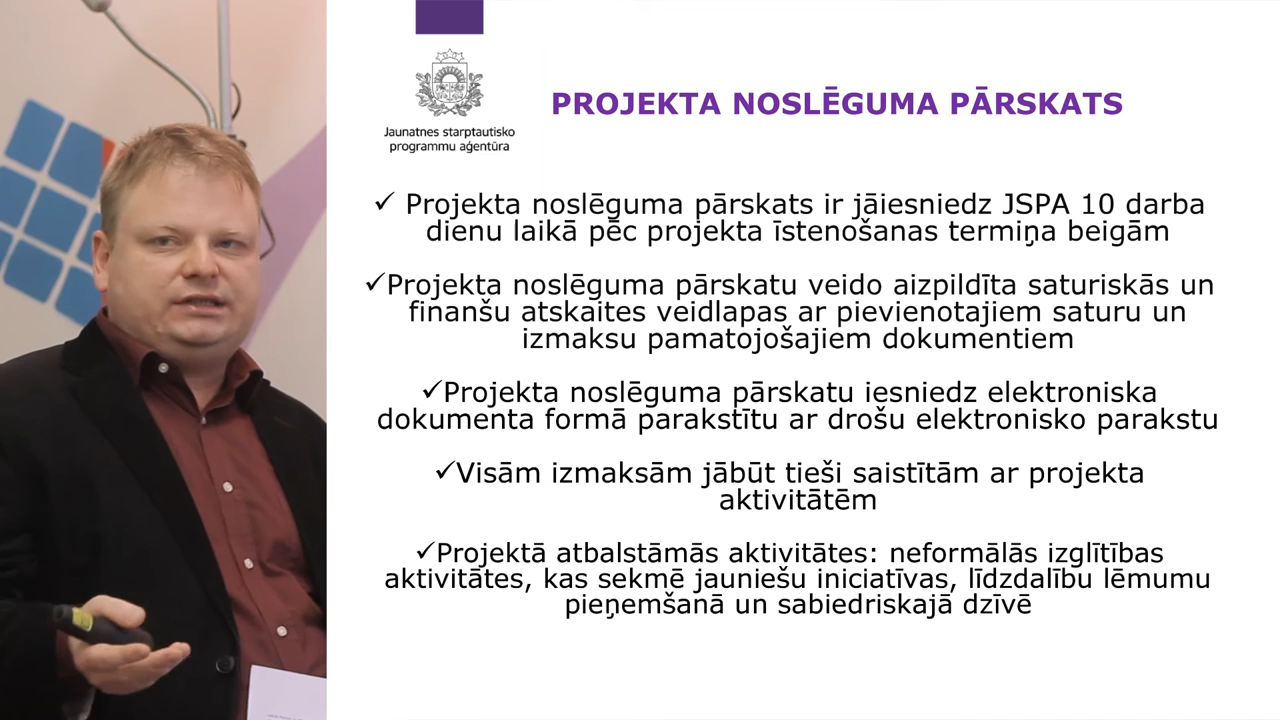 Jaunatnes starptautisko
programmu aģentūra
PROJEKTA NOSLĒGUMA PĀRSKATS
✓ Projekta noslēguma pārskats ir jāiesniedz JSPA 10 darba
dienu laikā pēc projekta īstenošanas termiņa beigām
✓Projekta noslēguma pārskatu veido aizpildīta saturiskās un
finanšu atskaites veidlapas ar pievienotajiem saturu un
izmaksu pamatojošajiem dokumentiem
✓Projekta noslēguma pārskatu iesniedz elektroniska
dokumenta formā parakstītu ar drošu elektronisko parakstu
✓Visām izmaksām jābūt tieši saistītām ar projekta
aktivitātēm
✓Projektā atbalstāmās aktivitātes: neformālās izglītības
aktivitātes, kas sekmē jauniešu iniciatīvas, līdzdalību lēmumu
pieņemšanā un sabiedriskajā dzīvē